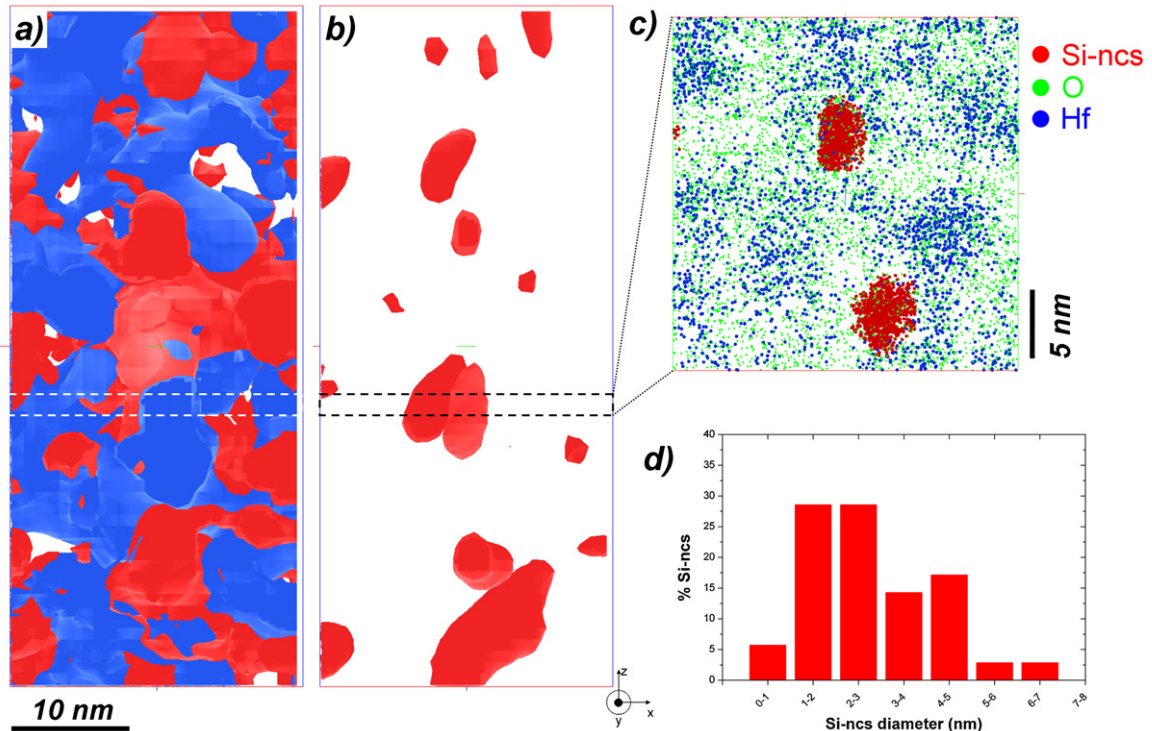 a)
b)
c)
Si-ncs
O
Hf
5 nm
10 nm
z
x
y
d)
% Si-ncs
40
35
30
25
20
15
10
5
0
0-1
1-2
2-3
3-4
4-5
5-6
6-7
7-8
Si-ncs diameter (nm)